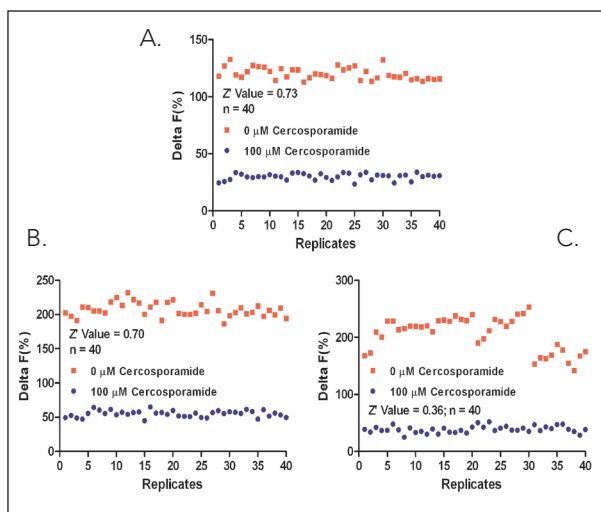 A.
150
100
50
0
Delta F(%)
Z' Value = 0.73
n = 40
0 μM Cercosporamide
100 μM Cercosporamide
0 5 10 15 20 25 30 35 40
Replicates
B.
250
200
150
100
50
0
Delta F(%)
Z' Value = 0.70
n = 40
0 μM Cercosporamide
100 μM Cercosporamide
0 5 10 15 20 25 30 35 40
Replicates
C.
300
200
100
0
Delta F(%)
0 μM Cercosporamide
100 μM Cercosporamide
Z' Value = 0.36; n = 40
0 5 10 15 20 25 30 35 40
Replicates